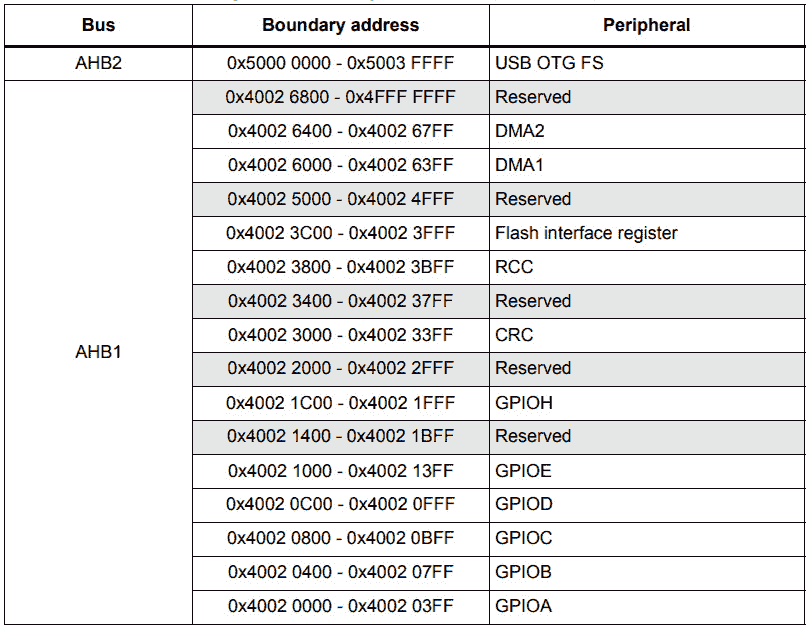 Bus Boundary address Peripheral
AHB2 0x5000 0000 - 0x5003 FFFF USB OTG FS
0x4002 6800 - 0x4FFF FFFF Reserved
0x4002 6400 - 0x4002 67FF DMA2
0x4002 6000 - 0x4002 63FF DMA1
0x4002 5000 - 0x4002 4FFF Reserved
0x4002 3C00 - 0x4002 3FFF Flash interface register
0x4002 3800 - 0x4002 3BFF RCC
0x4002 3400 - 0x4002 37FF Reserved
0x4002 3000 - 0x4002 33FF CRC
AHB1
0x4002 2000 - 0x4002 2FFF Reserved
0x4002 1C00 - 0x4002 1FFF GPIOH
0x4002 1400 - 0x4002 1BFF Reserved
0x4002 1000 - 0x4002 13FF GPIOE
0x4002 0C00 - 0x4002 0FFF GPIOD
0x4002 0800 - 0x4002 0BFF GPIOC
0x4002 0400 - 0x4002 07FF GPIOB
0x4002 0000 - 0x4002 03FF GPIOA